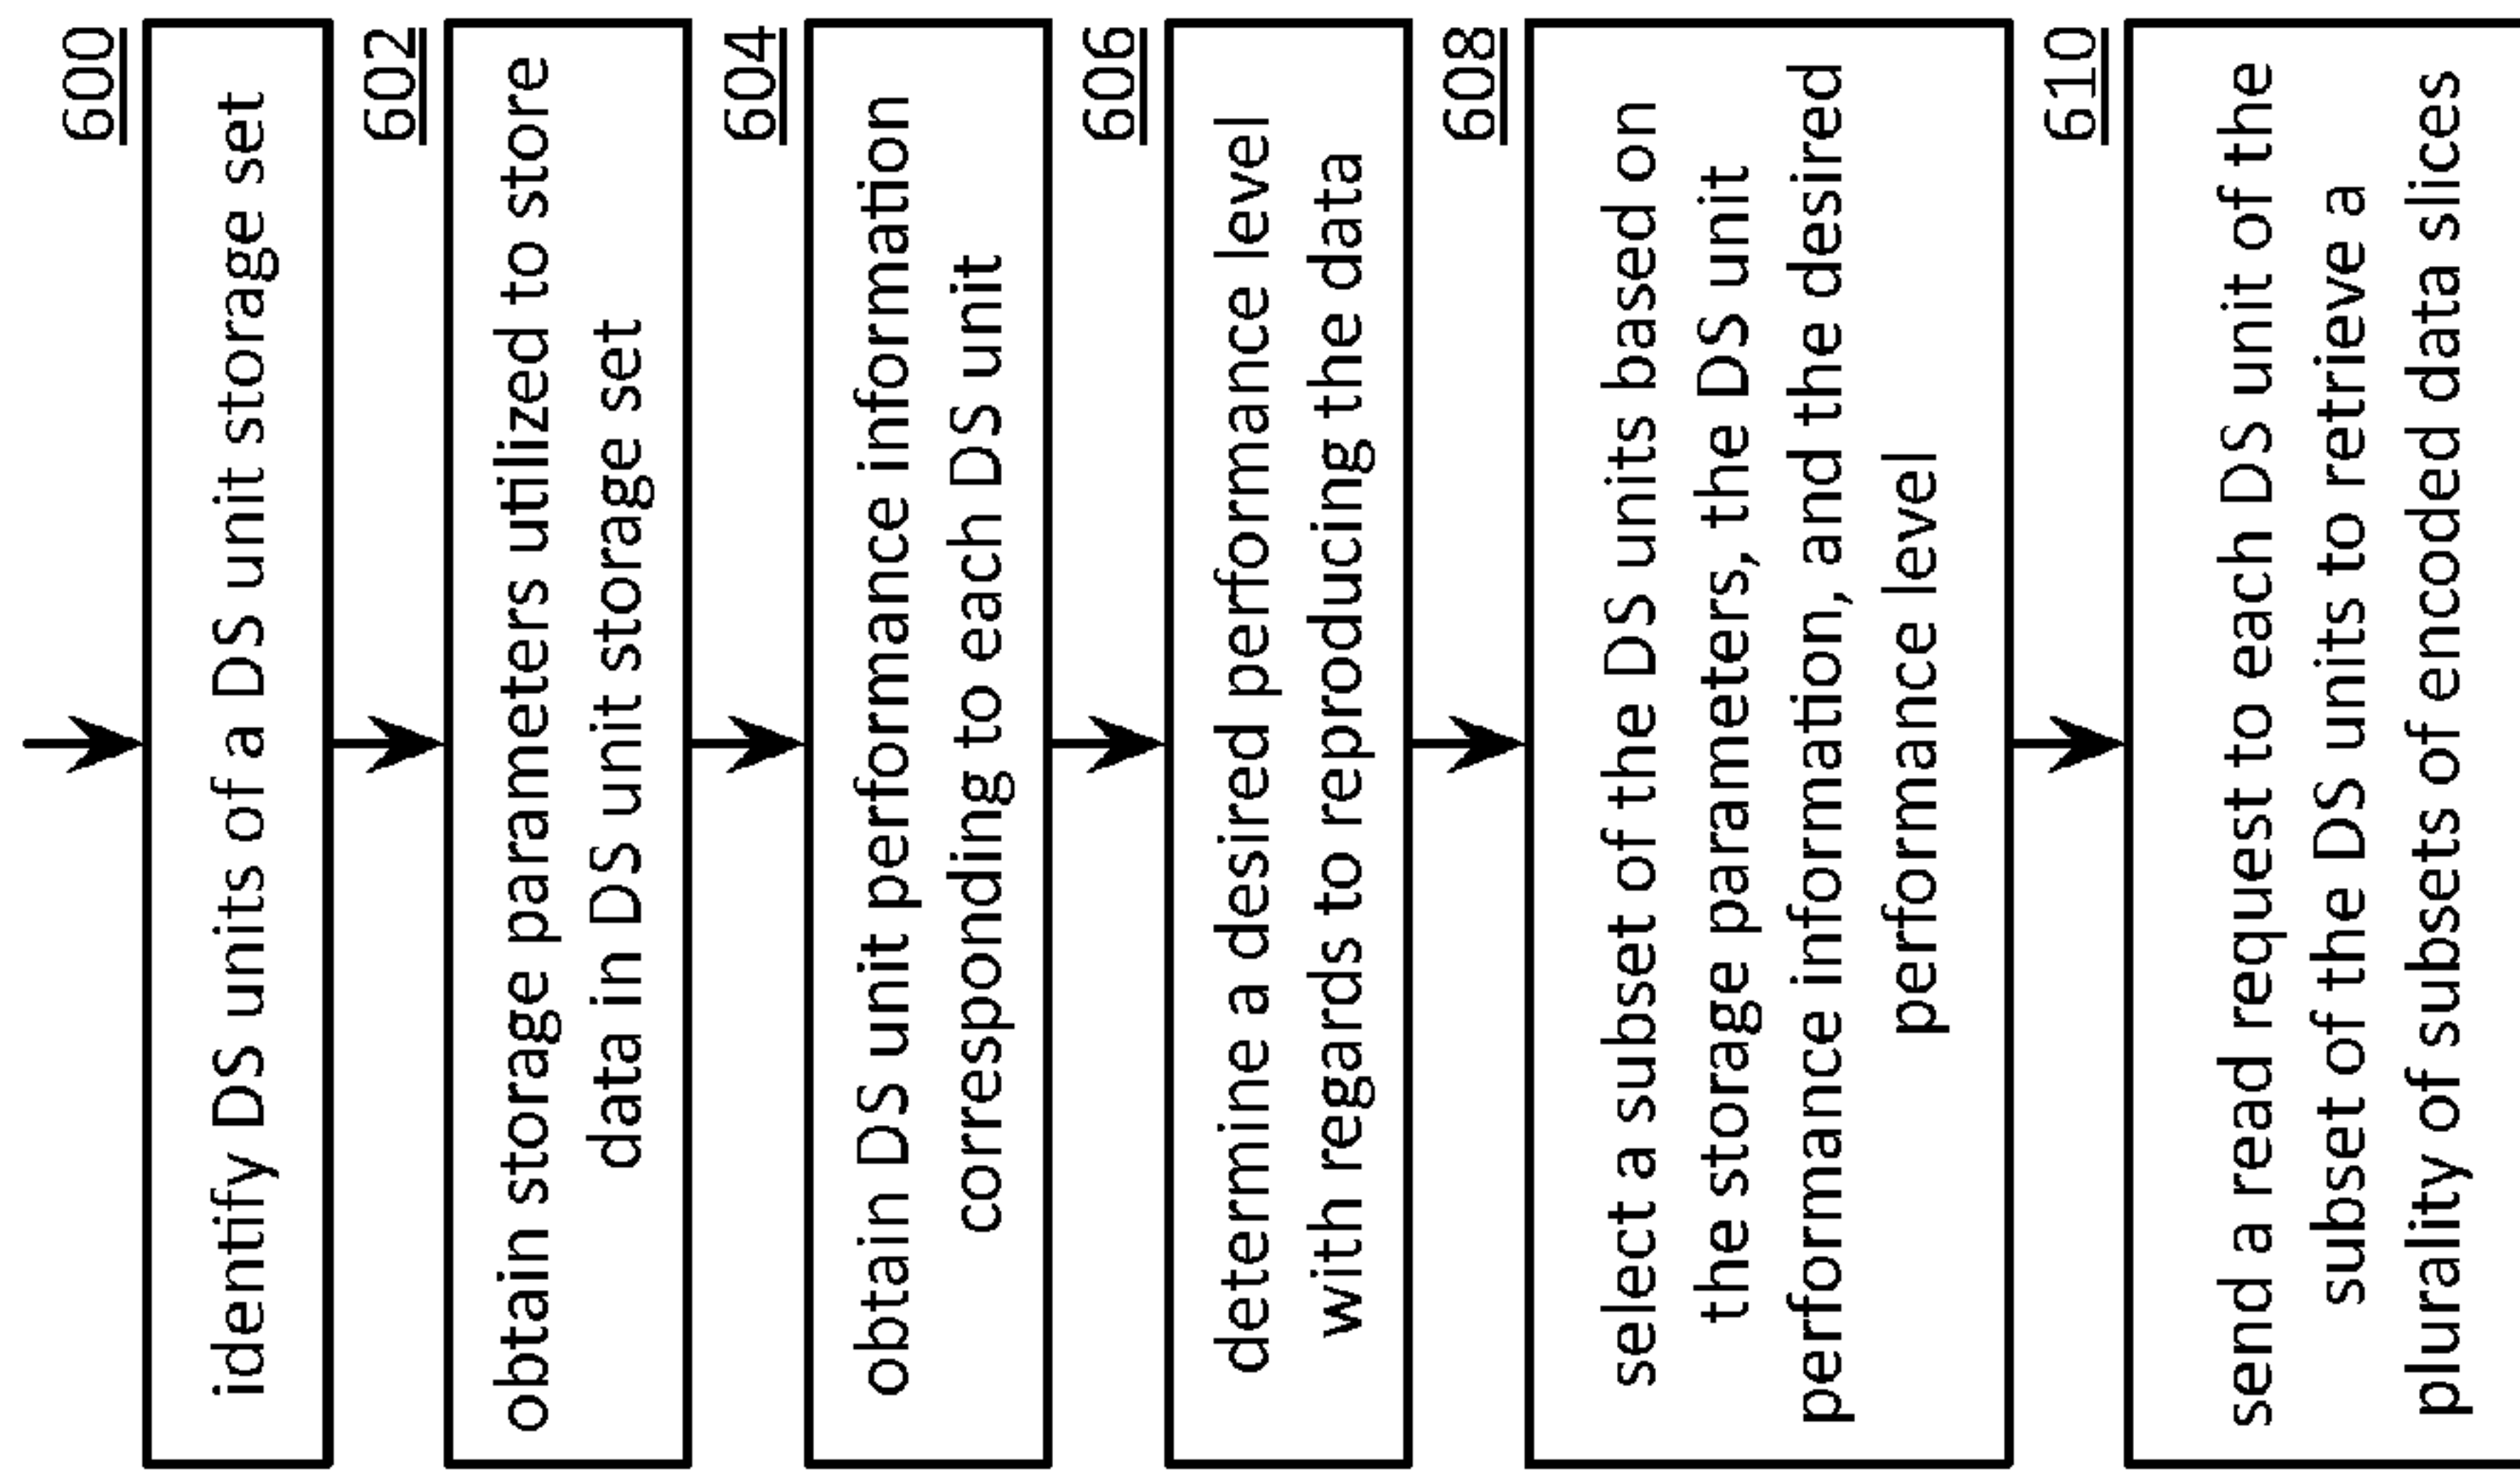 600
identify DS units of a DS unit storage set
602
obtain storage parameters utilized to store
data in DS unit storage set
604
obtain DS unit performance information
corresponding to each DS unit
606
determine a desired performance level
with regards to reproducing the data
608
select a subset of the DS units based on
the storage parameters, the DS unit
performance information, and the desired
performance level
610
send a read request to each DS unit of the
subset of the DS units to retrieve a
plurality of subsets of encoded data slices